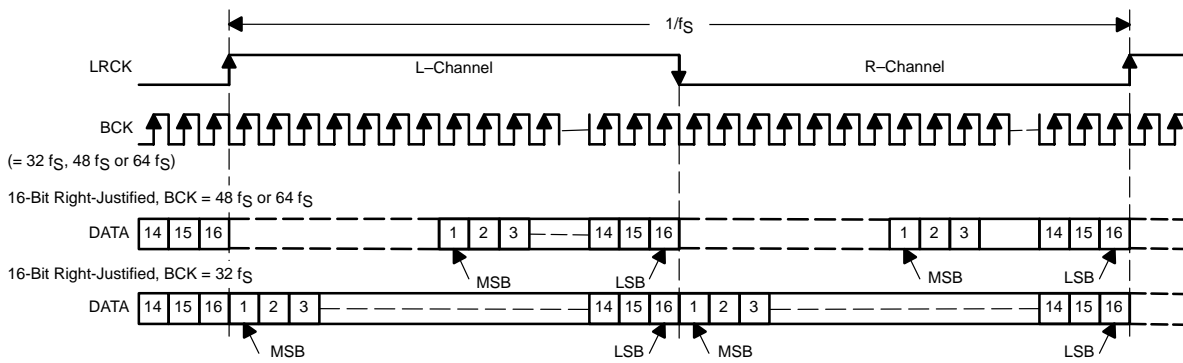 1/fS
LRCK L–Channel R–Channel
BCK
(= 32 fS, 48 fS or 64 fS)
16-Bit Right-Justified, BCK = 48 fS or 64 fS
DATA 14 15 16 1 2 3 14 15 16 1 2 3 14 15 16
MSB LSB MSB LSB
16-Bit Right-Justified, BCK = 32 fS
DATA 14 15 16 1 2 3 14 15 16 1 2 3 14 15 16
MSB LSB MSB LSB